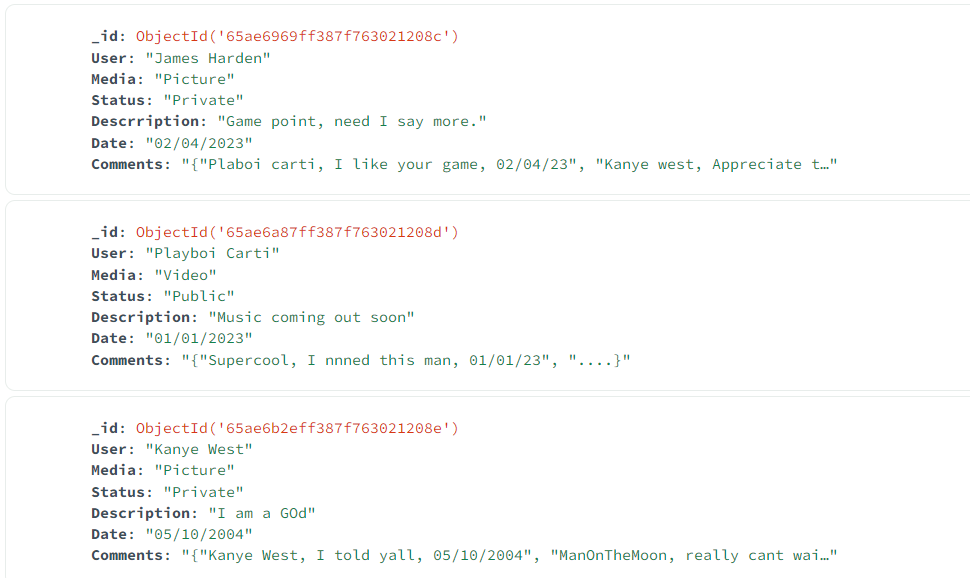 _id: ObjectId('65ae6969ff387f763021208c')
User: "James Harden"
Media: "Picture"
Status: "Private"
Descrription: "Game point, need I say more."
Date: "02/04/2023"
Comments: "{"Plaboi carti, I like your game, 02/04/23", "Kanye west, Appreciate t…"
_id: ObjectId('65ae6a87ff387f763021208d')
User: "Playboi Carti"
Media: "Video"
Status: "Public"
Description: "Music coming out soon"
Date: "01/01/2023"
Comments: "{"Supercool, I nnned this man, 01/01/23", "....}"
_id: ObjectId('65ae6b2eff387f763021208e')
User: "Kanye West"
Media: "Picture"
Status: "Private"
Description: "I am a GOd"
Date: "05/10/2004"
Comments: "{"Kanye West, I told yall, 05/10/2004", "ManOnTheMoon, really cant wai…"